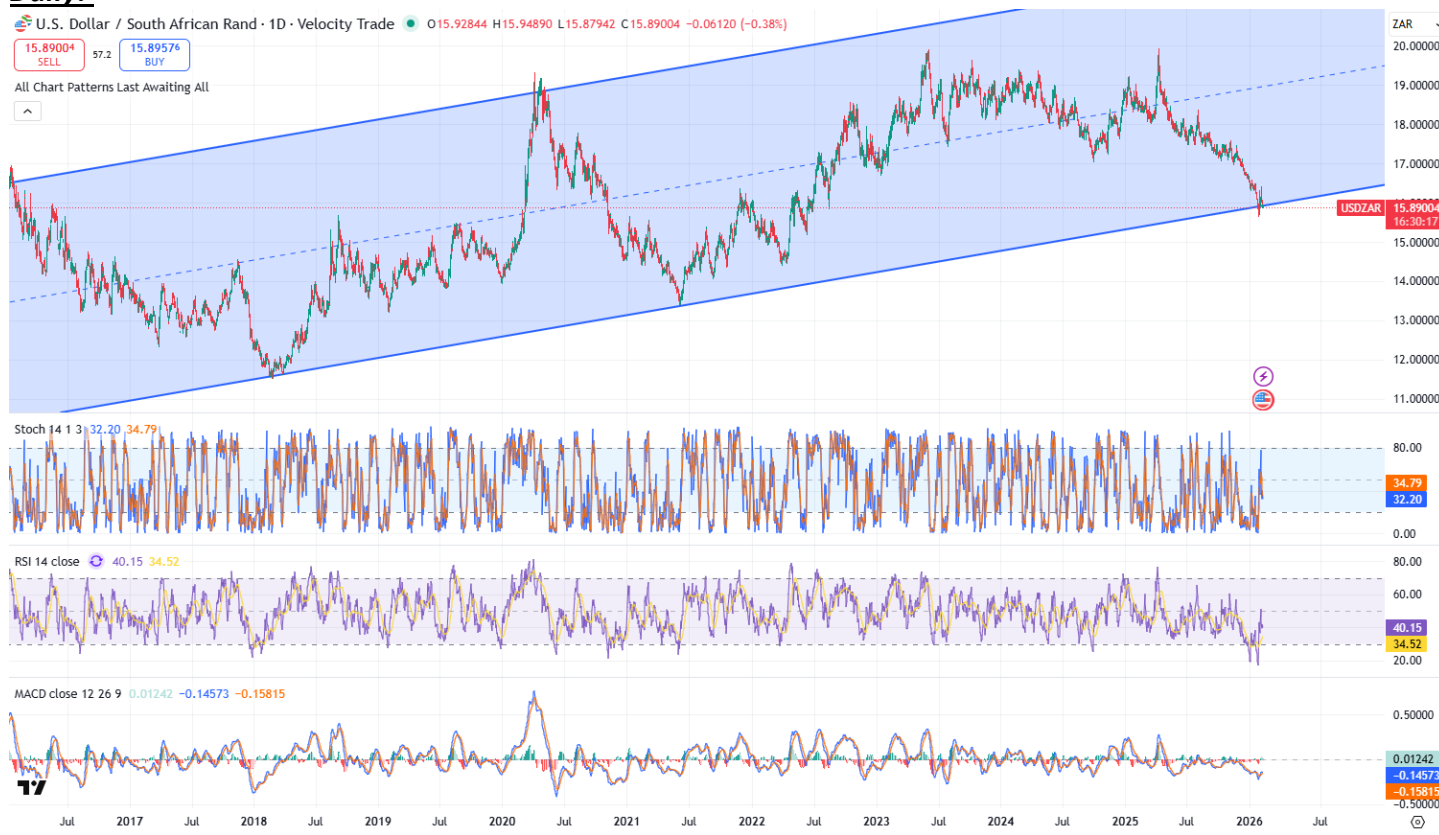 U.S. Dollar / South African Rand · 1D · Velocity Trade O15.92844 H15.94890 L15.87942 C15.89004 −0.06120 (−0.38%)
ZAR
15.89004 SELL
57.2
15.89576 BUY
All Chart Patterns Last Awaiting All
20.00000
19.00000
18.00000
17.00000
USDZAR 15.89004
16:30:17
15.00000
14.00000
13.00000
12.00000
11.00000
Stoch 14 1 3 32.20 34.79
80.00
34.79
32.20
0.00
RSI 14 close 40.15 34.52
80.00
60.00
40.15
34.52
20.00
MACD close 12 26 9 0.01242 −0.14573 −0.15815
0.50000
0.01242
−0.14573
−0.15815
−0.50000
Jul 2017 Jul 2018 Jul 2019 Jul 2020 Jul 2021 Jul 2022 Jul 2023 Jul 2024 Jul 2025 Jul 2026 Jul